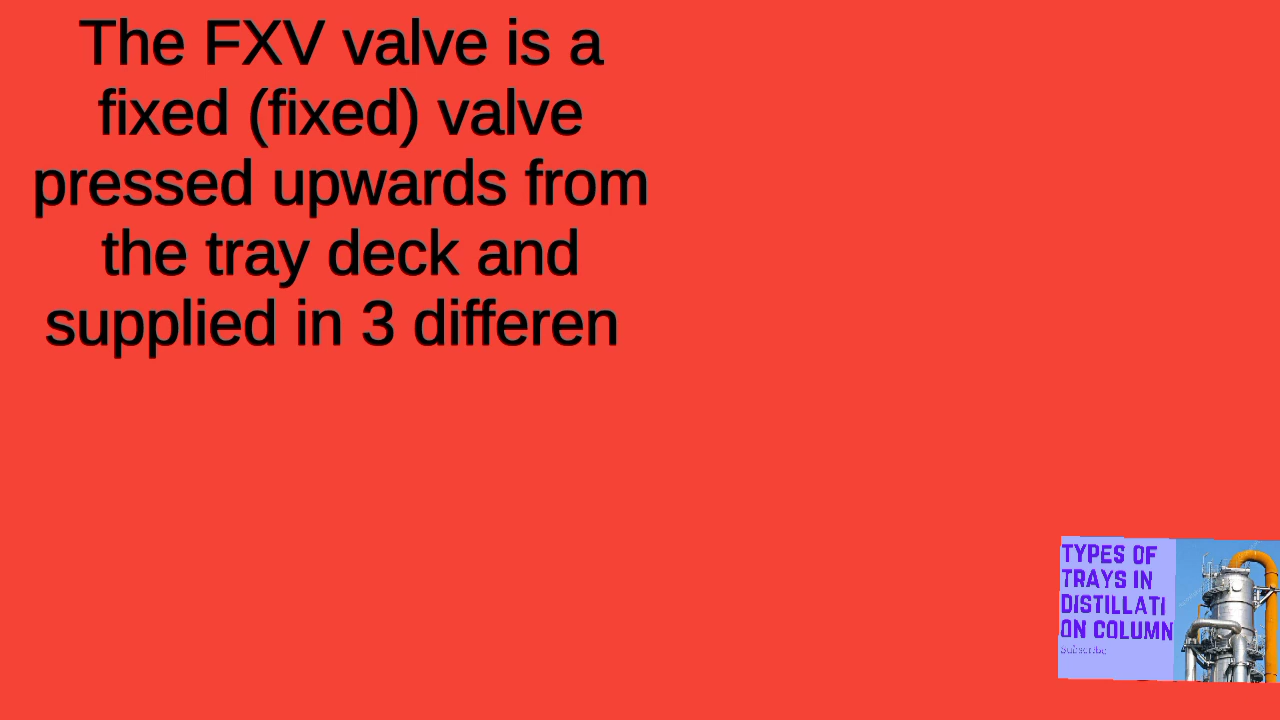 The FXV valve is a
fixed (fixed) valve
pressed upwards from
the tray deck and
supplied in 3 differen
TYPES OF
TRAYS IN
DISTILLATI
ON COLUMN
Subscribe